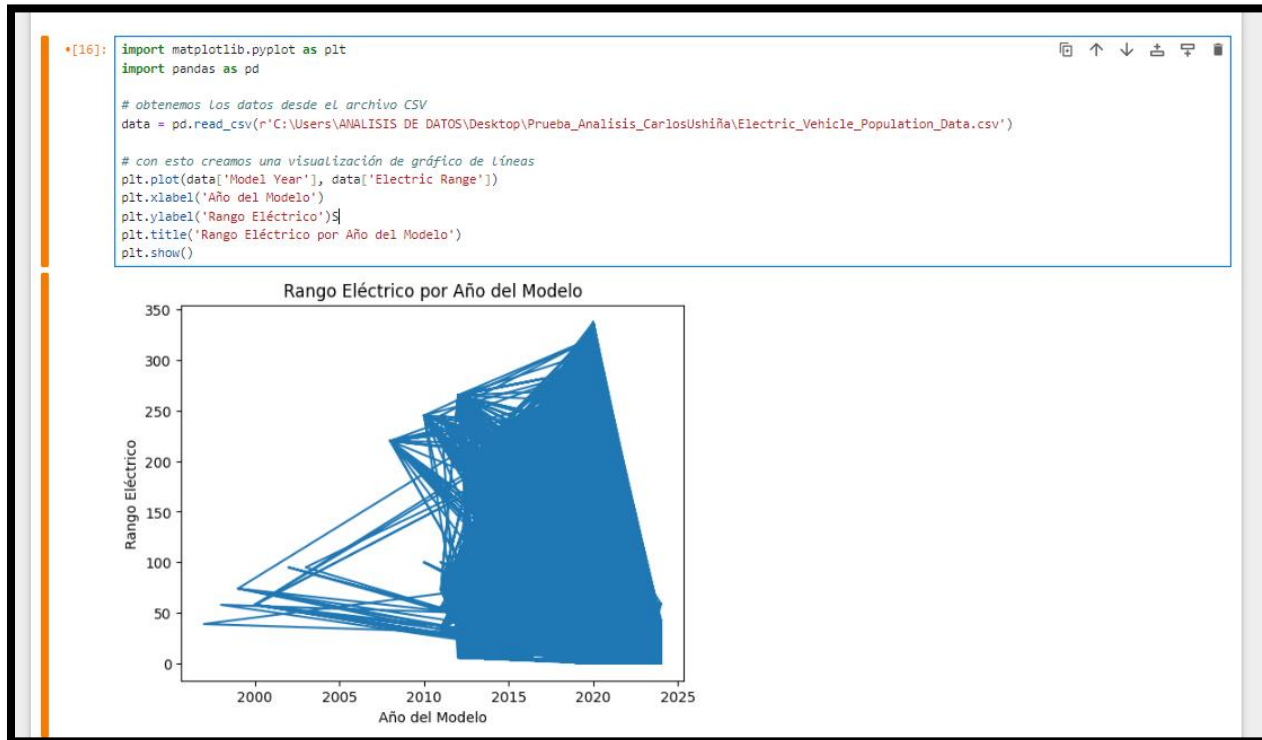 •[16]:
import matplotlib.pyplot as plt
import pandas as pd
# obtenemos los datos desde el archivo CSV
data = pd.read_csv(r'C:\Users\ANALISIS DE DATOS\Desktop\Prueba_Analisis_CarlosUshiña\Electric_Vehicle_Population_Data.csv')
# con esto creamos una visualización de gráfico de líneas
plt.plot(data['Model Year'], data['Electric Range'])
plt.xlabel('Año del Modelo')
plt.ylabel('Rango Eléctrico')S
plt.title('Rango Eléctrico por Año del Modelo')
plt.show()
Rango Eléctrico por Año del Modelo
350
300
250
200
150
100
50
0
Rango Eléctrico
2000 2005 2010 2015 2020 2025
Año del Modelo